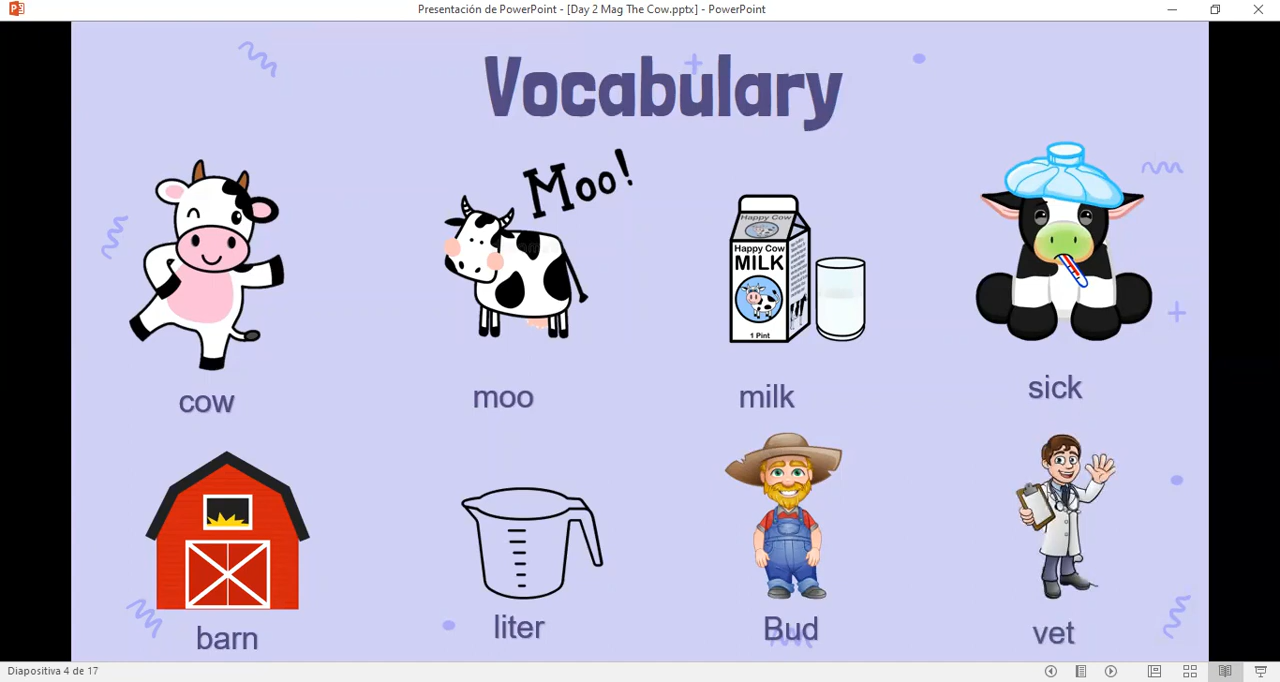 Presentación de PowerPoint - [Day 2 Mag The Cow.pptx] - PowerPoint
Vocabulary
Moo!
Happy Cow
Happy Cow
MILK
1 Pint
cow
moo
milk
sick
barn
liter
Bud
vet
Diapositiva 4 de 17